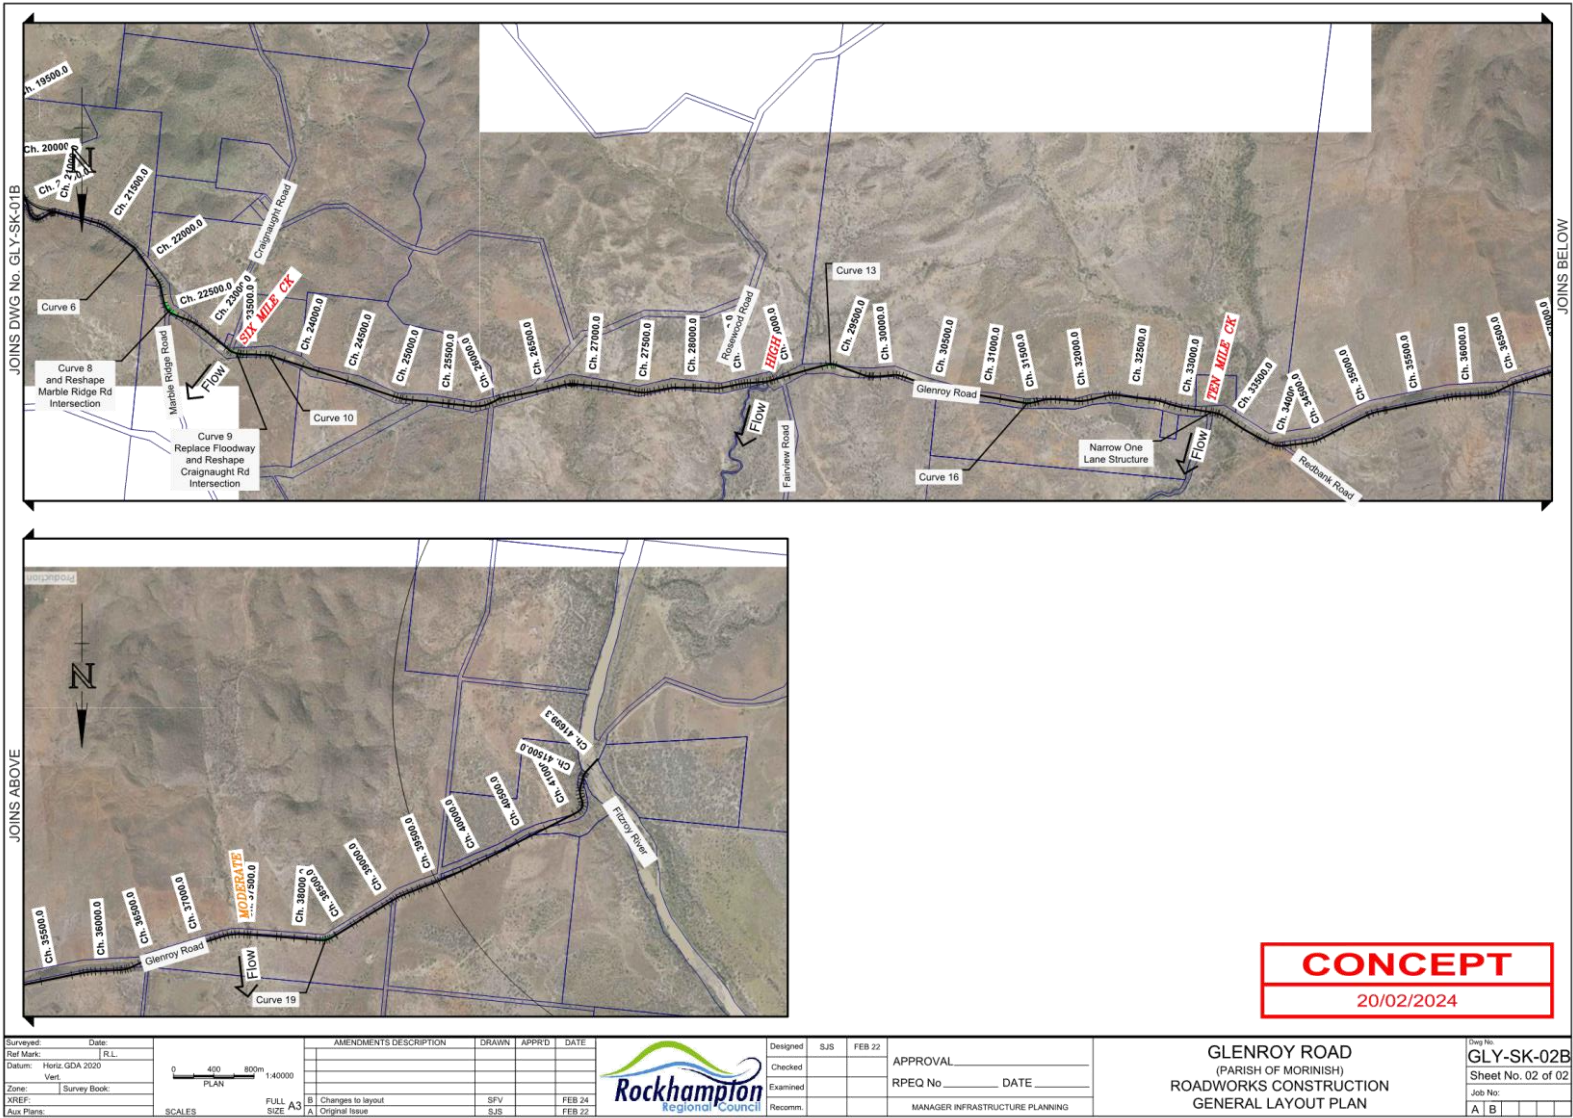 JOINS DWG No. GLY-SK-01B
Ch. 19500.0
Ch. 20000
N
Ch. 21500.0
Ch. 22000.0
Ch. 22500.0
Ch. 24000.0
Ch. 24500.0
Ch. 25000.0
Ch. 25500.0
Ch. 26000.0
Ch. 26500.0
Ch. 27000.0
Ch. 27500.0
Ch. 28000.0
Ch. 29500.0
Ch. 30000.0
Ch. 30500.0
Ch. 31000.0
Ch. 31500.0
Ch. 32000.0
Ch. 32500.0
Ch. 33000.0
Ch. 33500.0
Ch. 34500.0
Ch. 35000.0
Ch. 35500.0
Ch. 36000.0
Ch. 36500.0
JOINS BELOW
Craignaught Road
SIX MILE CK
Rosewood Road
HIGH
TEN MILE CK
Curve 6
Curve 13
Curve 8
and Reshape
Marble Ridge Rd
Intersection
Marble Ridge Road
Flow
Curve 10
Curve 9
Replace Floodway
and Reshape
Craignaught Rd
Intersection
Flow
Fairview Road
Glenroy Road
Curve 16
Narrow One
Lane Structure
Flow
Redbank Road
JOINS ABOVE
Production
N
Ch. 35500.0
Ch. 36000.0
Ch. 36500.0
Ch. 37000.0
MODERATE
Ch. 38000
Ch. 38500.0
Ch. 39000.0
Ch. 39500.0
Ch. 40000.0
Ch. 40500.0
Ch. 41500.0
Ch. 41699.3
Fitzroy River
Glenroy Road
Flow
Curve 19
CONCEPT
20/02/2024
Surveyed: Date:
Ref Mark: R.L.
Datum: Horiz. GDA 2020
Vert.
Zone: Survey Book:
XREF:
Aux Plans:
0 400 800m 1:40000
PLAN
SCALES
FULL SIZE A3
AMENDMENTS DESCRIPTION DRAWN APPR'D DATE
B Changes to layout SFV FEB 24
A Original Issue SJS FEB 22
Rockhampton
Regional Council
Designed SJS FEB 22
Checked
Examined
Recomm.
APPROVAL
RPEQ No DATE
MANAGER INFRASTRUCTURE PLANNING
GLENROY ROAD
(PARISH OF MORINISH)
ROADWORKS CONSTRUCTION
GENERAL LAYOUT PLAN
Dwg No.
GLY-SK-02B
Sheet No. 02 of 02
Job No:
A B